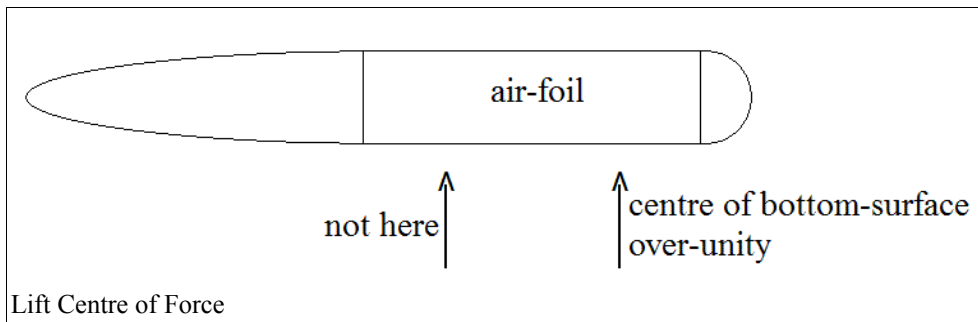 air-foil
not here
centre of bottom-surface
over-unity
Lift Centre of Force